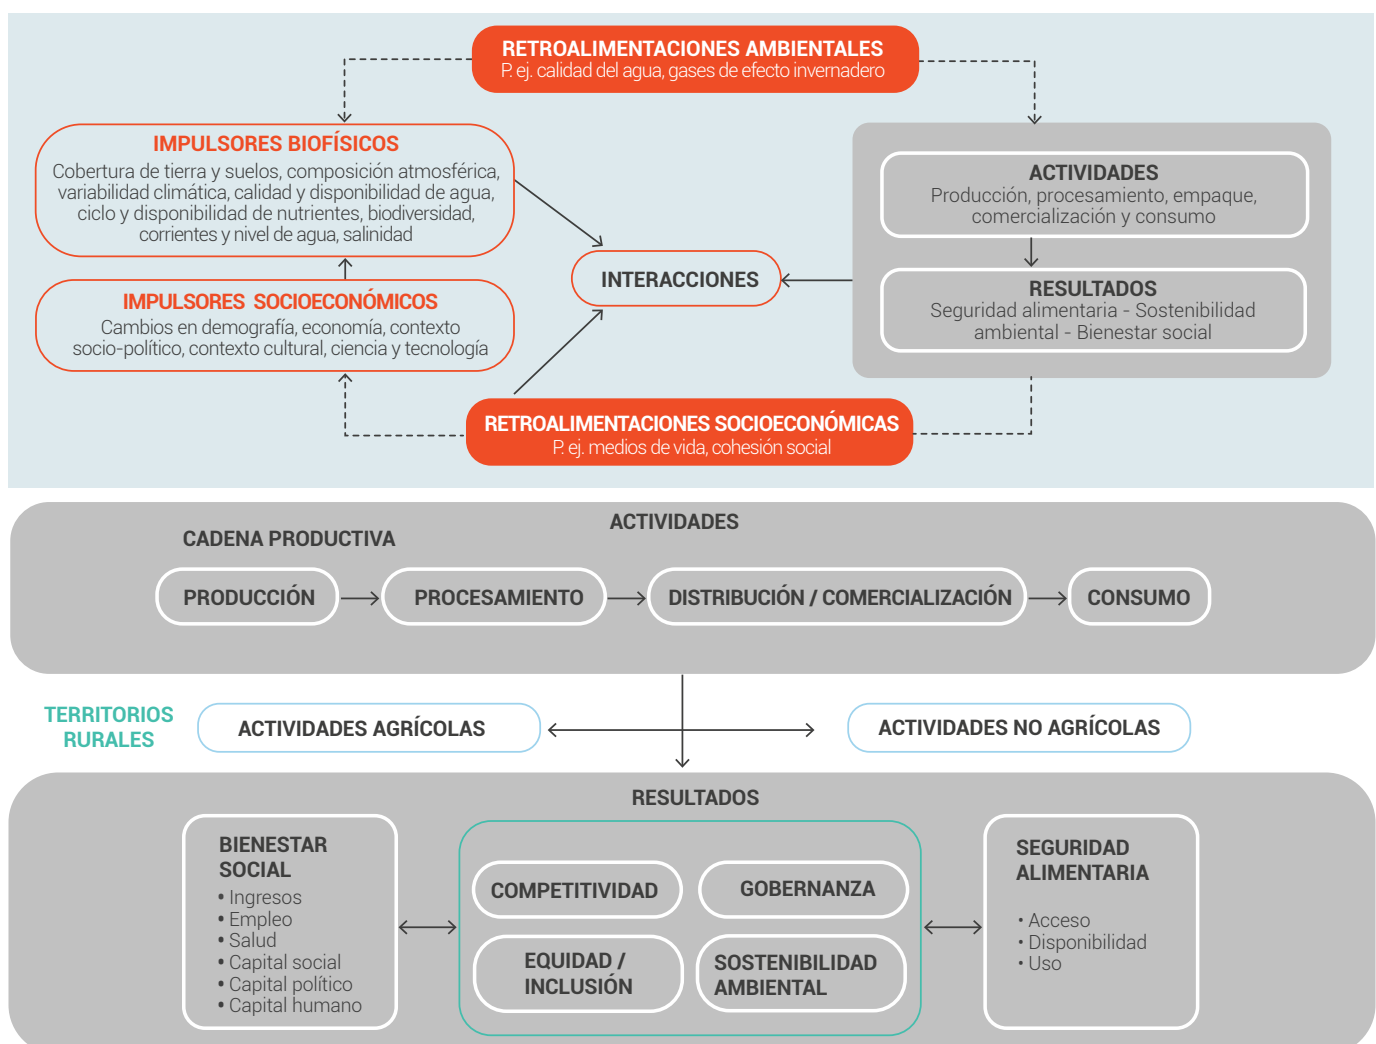 RETROALIMENTACIONES AMBIENTALES
P. ej. calidad del agua, gases de efecto invernadero
IMPULSORES BIOFÍSICOS
Cobertura de tierra y suelos, composición atmosférica,
variabilidad climática, calidad y disponibilidad de agua,
ciclo y disponibilidad de nutrientes, biodiversidad,
corrientes y nivel de agua, salinidad
IMPULSORES SOCIOECONÓMICOS
Cambios en demografía, economía, contexto
socio-político, contexto cultural, ciencia y tecnología
INTERACCIONES
ACTIVIDADES
Producción, procesamiento, empaque,
comercialización y consumo
RESULTADOS
Seguridad alimentaria - Sostenibilidad
ambiental - Bienestar social
RETROALIMENTACIONES SOCIOECONÓMICAS
P. ej. medios de vida, cohesión social
ACTIVIDADES
CADENA PRODUCTIVA
PRODUCCIÓN
PROCESAMIENTO
DISTRIBUCIÓN / COMERCIALIZACIÓN
CONSUMO
TERRITORIOS
RURALES
ACTIVIDADES AGRÍCOLAS
ACTIVIDADES NO AGRÍCOLAS
RESULTADOS
BIENESTAR
SOCIAL
• Ingresos
• Empleo
• Salud
• Capital social
• Capital político
• Capital humano
COMPETITIVIDAD
GOBERNANZA
EQUIDAD /
INCLUSIÓN
SOSTENIBILIDAD
AMBIENTAL
SEGURIDAD
ALIMENTARIA
• Acceso
• Disponibilidad
• Uso